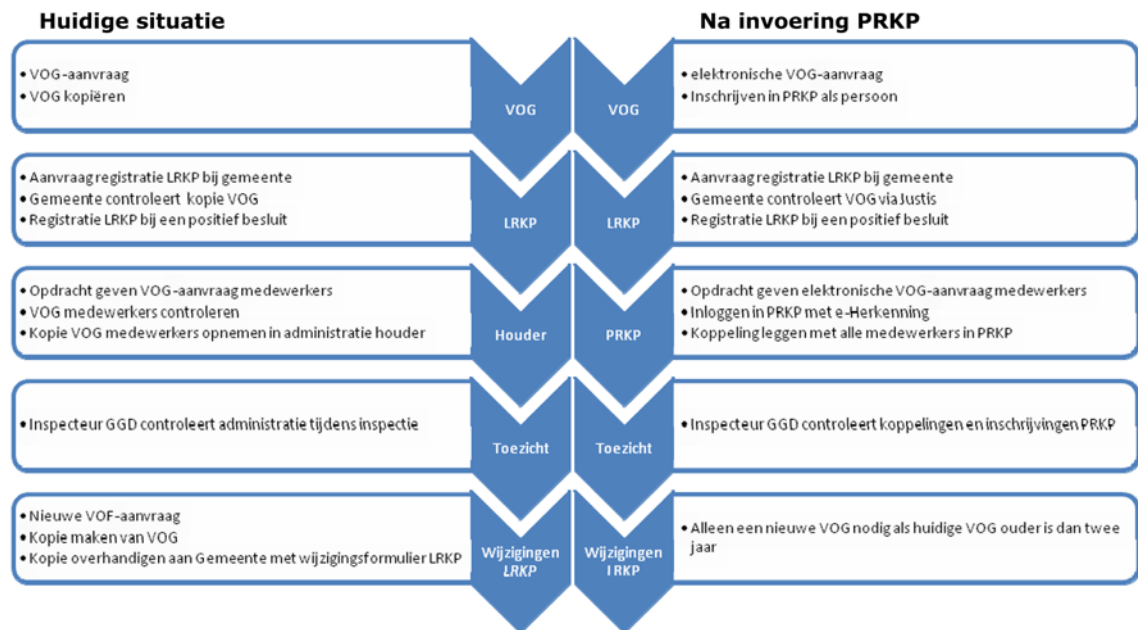 Huidige situatie
Na invoering PRKP
• VOG-aanvraag
• VOG kopiëren
VOG
VOG
• elektronische VOG-aanvraag
• Inschrijven in PRKP als persoon
• Aanvraag registratie LRKP bij gemeente
• Gemeente controleert kopie VOG
• Registratie LRKP bij een positief besluit
LRKP
LRKP
• Aanvraag registratie LRKP bij gemeente
• Gemeente controleert VOG via Justis
• Registratie LRKP bij een positief besluit
• Opdracht geven VOG-aanvraag medewerkers
• VOG medewerkers controleren
• Kopie VOG medewerkers opnemen in administratie houder
Houder
PRKP
• Opdracht geven elektronische VOG-aanvraag medewerkers
• Inloggen in PRKP met e-Herkenning
• Koppeling leggen met alle medewerkers in PRKP
• Inspecteur GGD controleert administratie tijdens inspectie
Toezicht
Toezicht
• Inspecteur GGD controleert koppelingen en inschrijvingen PRKP
• Nieuwe VOF-aanvraag
• Kopie maken van VOG
• Kopie overhandigen aan Gemeente met wijzigingsformulier LRKP
Wijzigingen
LRKP
Wijzigingen
LRKP
• Alleen een nieuwe VOG nodig als huidige VOG ouder is dan twee
jaar